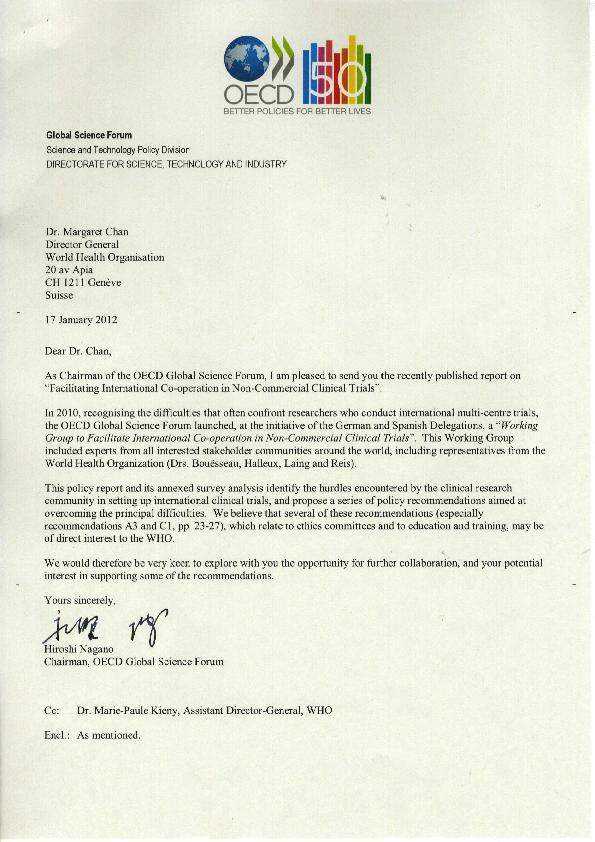 OECD 50
BETTER POLICIES FOR BETTER LIVES
Global Science Forum
Science and Technology Policy Division
DIRECTORATE FOR SCIENCE, TECHNOLOGY AND INDUSTRY
Dr. Margaret Chan
Director General
World Health Organisation
20 av Apia
CH 1211 Genève
Suisse
17 January 2012
Dear Dr. Chan,
As Chairman of the OECD Global Science Forum, I am pleased to send you the recently published report on
“Facilitating International Co-operation in Non-Commercial Clinical Trials”.
In 2010, recognising the difficulties that often confront researchers who conduct international multi-centre trials,
the OECD Global Science Forum launched, at the initiative of the German and Spanish Delegations, a “Working
Group to Facilitate International Co-operation in Non-Commercial Clinical Trials”. This Working Group
included experts from all interested stakeholder communities around the world, including representatives from the
World Health Organization (Drs. Bouësseau, Halleux, Laing and Reis).
This policy report and its annexed survey analysis identify the hurdles encountered by the clinical research
community in setting up international clinical trials, and propose a series of policy recommendations aimed at
overcoming the principal difficulties. We believe that several of these recommendations (especially
recommendations A3 and C1, pp 23-27), which relate to ethics committees and to education and training, may be
of direct interest to the WHO.
We would therefore be very keen to explore with you the opportunity for further collaboration, and your potential
interest in supporting some of the recommendations.
Yours sincerely,
Hiroshi Nagano
Chairman, OECD Global Science Forum
Cc: Dr. Marie-Paule Kieny, Assistant Director-General, WHO
Encl.: As mentioned.